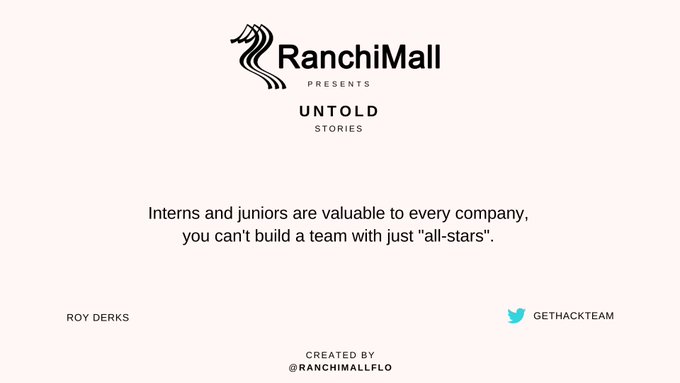 RanchiMall
PRESENTS
UNTOLD
STORIES
Interns and juniors are valuable to every company,
you can't build a team with just "all-stars".
ROY DERKS
GETHACKTEAM
CREATED BY
@RANCHIMALLFLO